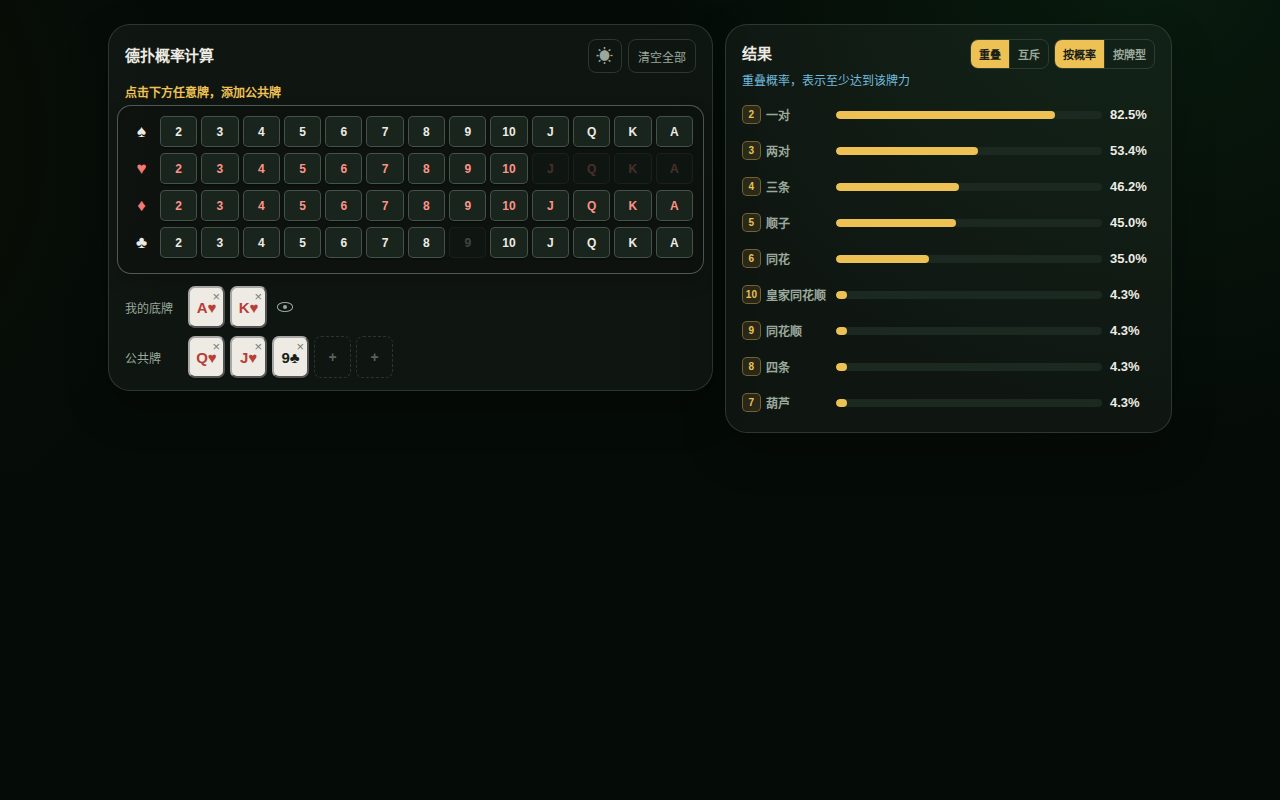 德扑概率计算
清空全部
点击下方任意牌，添加公共牌
♠ 2 3 4 5 6 7 8 9 10 J Q K A
♥ 2 3 4 5 6 7 8 9 10 J Q K A
♦ 2 3 4 5 6 7 8 9 10 J Q K A
♣ 2 3 4 5 6 7 8 9 10 J Q K A
我的底牌 A♥ × K♥ ×
公共牌 Q♥ × J♥ × 9♣ × + +
结果 重叠 互斥 按概率 按牌型
重叠概率，表示至少达到该牌力
2 一对 82.5%
3 两对 53.4%
4 三条 46.2%
5 顺子 45.0%
6 同花 35.0%
10 皇家同花顺 4.3%
9 同花顺 4.3%
8 四条 4.3%
7 葫芦 4.3%